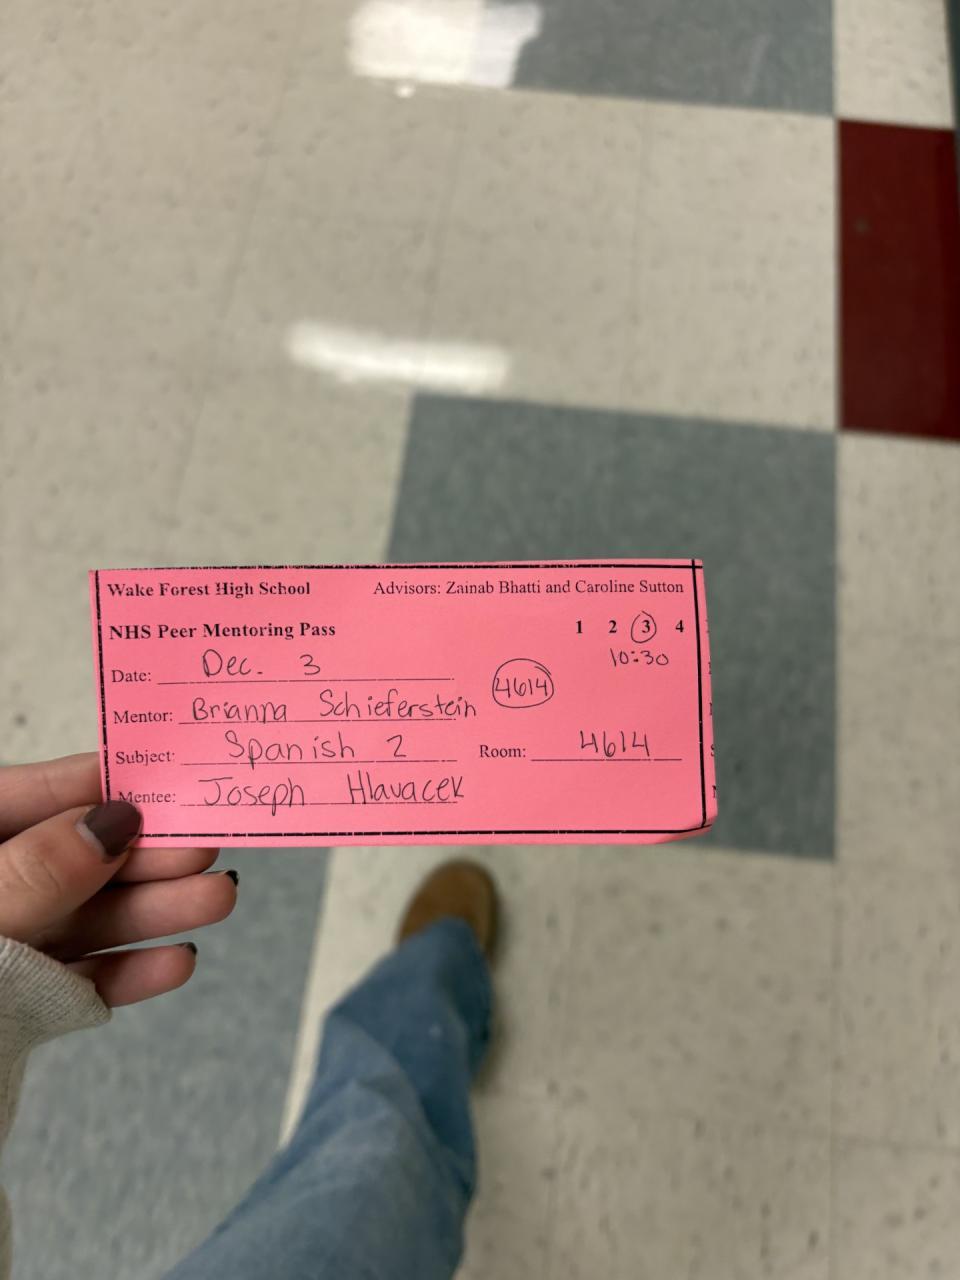 Wake Forest High School Advisors: Zainab Bhatti and Caroline Sutton
NHS Peer Mentoring Pass 1 2 3 4
10:30
Date: Dec. 3
4614
Mentor: Brianna Schieferstein
Subject: Spanish 2 Room: 4614
Mentee: Joseph Hlavacek